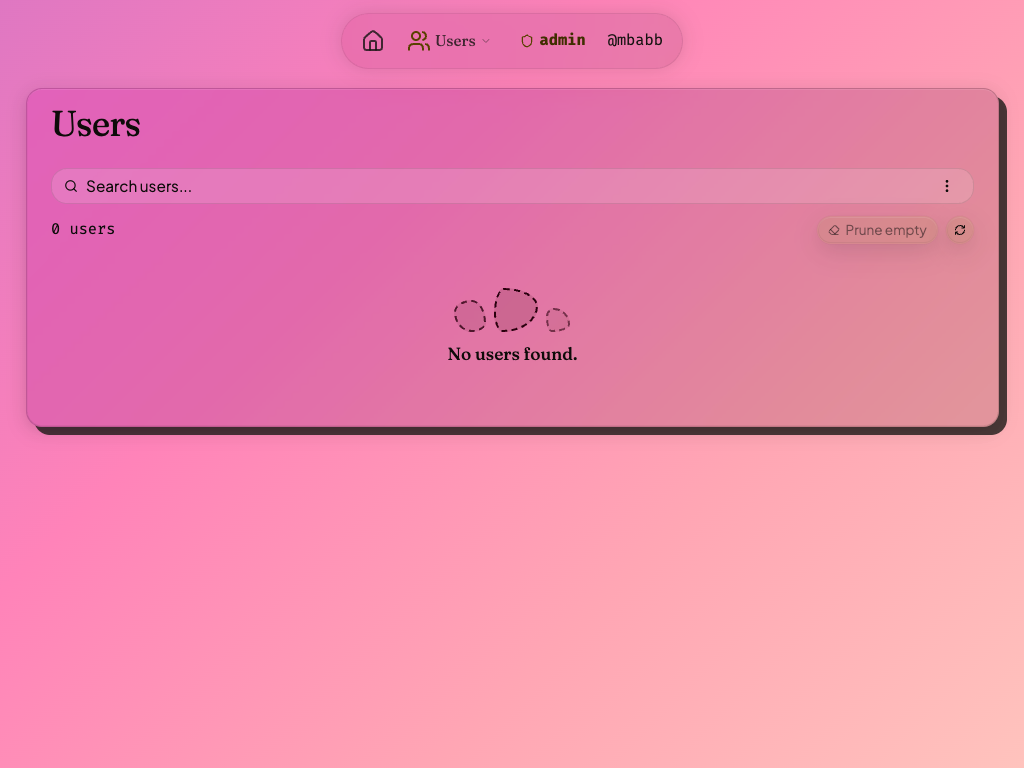 Users admin @mbabb
Users
Search users...
0 users Prune empty
No users found.